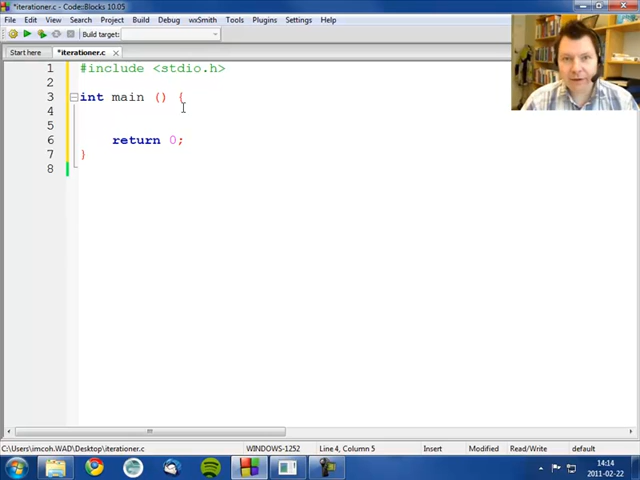 *iterationer.c - Code::Blocks 10.05
File Edit View Search Project Build Debug wxSmith Tools Plugins Settings Help
Build target:
Start here *iterationer.c
1 #include <stdio.h>
2
3 int main () {
4
5
6 return 0;
7 }
8
C:\Users\imcoh.WAD\Desktop\iterationer.c WINDOWS-1252 Line 4, Column 5 Insert Modified Read/Write default
14:14
2011-02-22